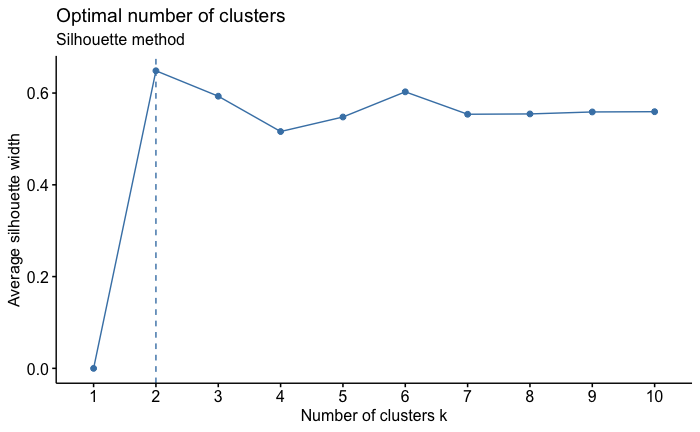 Optimal number of clusters
Silhouette method
Average silhouette width
0.6
0.4
0.2
0.0
1 2 3 4 5 6 7 8 9 10
Number of clusters k